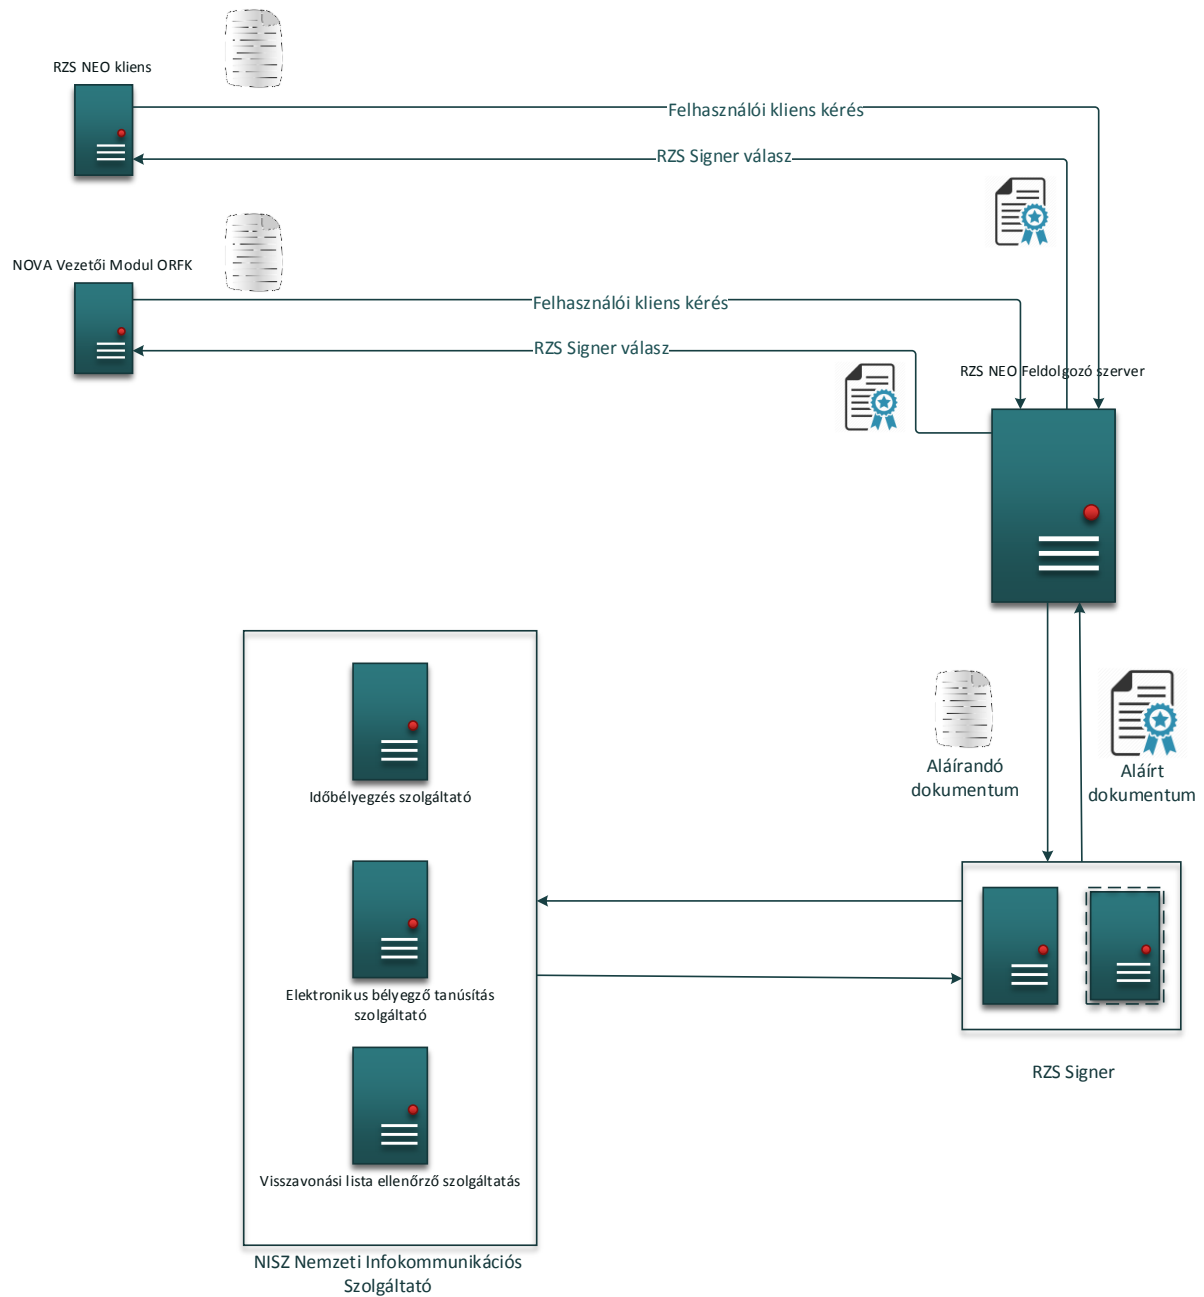 RZS NEO kliens
Felhasználói kliens kérés
RZS Signer válasz
NOVA Vezetői Modul ORFK
Felhasználói kliens kérés
RZS Signer válasz
RZS NEO Feldolgozó szerver
Aláírandó
dokumentum
Aláírt
dokumentum
Időbélyegzés szolgáltató
Elektronikus bélyegző tanúsítás
szolgáltató
RZS Signer
Visszavonási lista ellenőrző szolgáltatás
NISZ Nemzeti Infokommunikációs
Szolgáltató